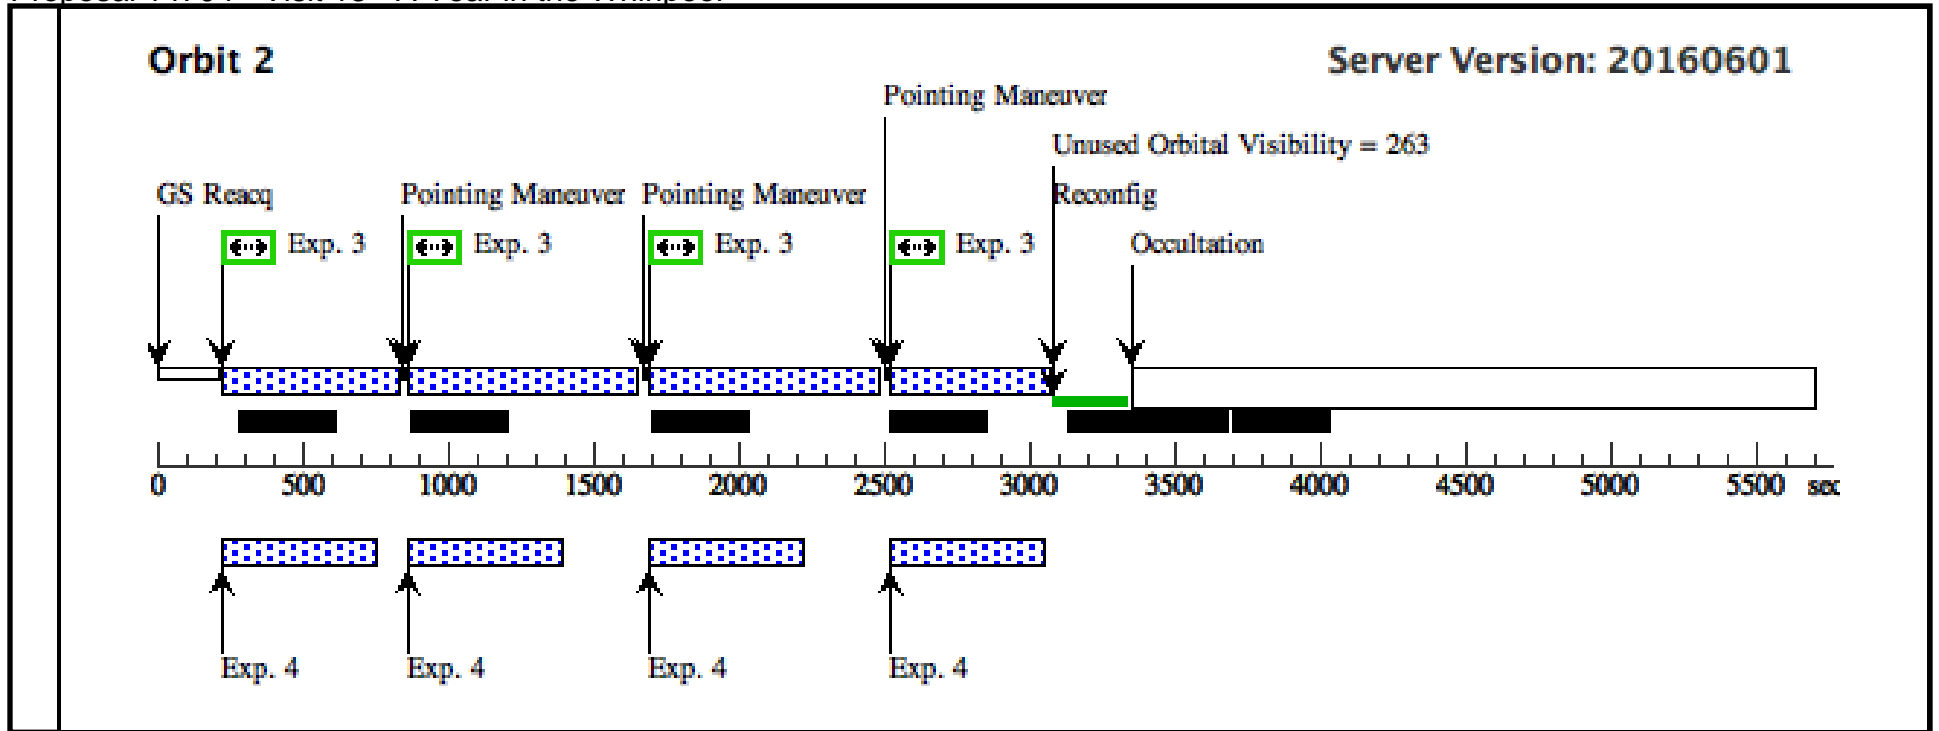 Orbit 2
Server Version: 20160601
Pointing Maneuver
Unused Orbital Visibility = 263
GS Reacq
Pointing Maneuver
Pointing Maneuver
Reconfig
Exp. 3
Exp. 3
Exp. 3
Exp. 3
Occultation
0 500 1000 1500 2000 2500 3000 3500 4000 4500 5000 5500 sec
Exp. 4
Exp. 4
Exp. 4
Exp. 4